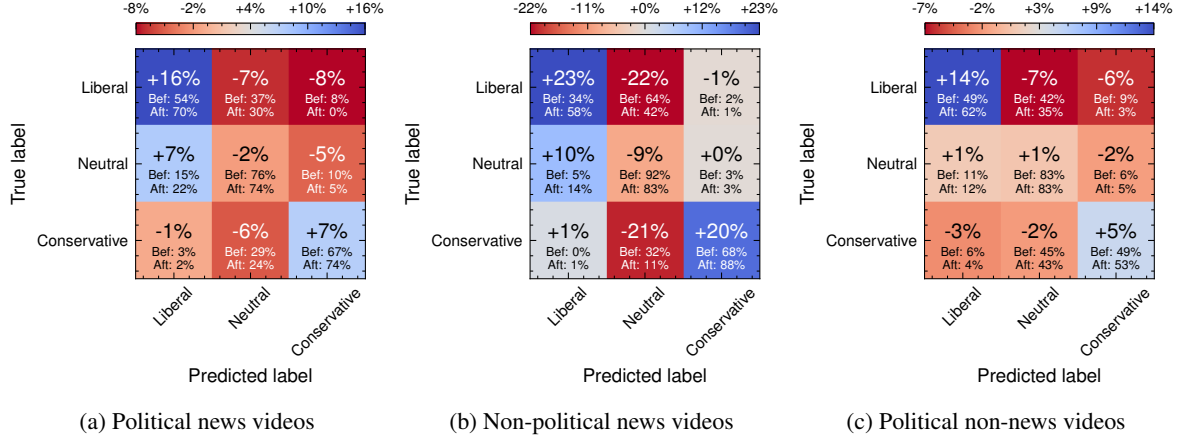 -8% -2% +4% +10% +16%
Liberal
Neutral
Conservative
True label
+16%
Bef: 54%
Aft: 70%
-7%
Bef: 37%
Aft: 30%
-8%
Bef: 8%
Aft: 0%
+7%
Bef: 15%
Aft: 22%
-2%
Bef: 76%
Aft: 74%
-5%
Bef: 10%
Aft: 5%
-1%
Bef: 3%
Aft: 2%
-6%
Bef: 29%
Aft: 24%
+7%
Bef: 67%
Aft: 74%
Liberal
Neutral
Conservative
Predicted label
(a) Political news videos
-22% -11% +0% +12% +23%
Liberal
Neutral
Conservative
True label
+23%
Bef: 34%
Aft: 58%
-22%
Bef: 64%
Aft: 42%
-1%
Bef: 2%
Aft: 1%
+10%
Bef: 5%
Aft: 14%
-9%
Bef: 92%
Aft: 83%
+0%
Bef: 3%
Aft: 3%
+1%
Bef: 0%
Aft: 1%
-21%
Bef: 32%
Aft: 11%
+20%
Bef: 68%
Aft: 88%
Liberal
Neutral
Conservative
Predicted label
(b) Non-political news videos
-7% -2% +3% +9% +14%
Liberal
Neutral
Conservative
True label
+14%
Bef: 49%
Aft: 62%
-7%
Bef: 42%
Aft: 35%
-6%
Bef: 9%
Aft: 3%
+1%
Bef: 11%
Aft: 12%
+1%
Bef: 83%
Aft: 83%
-2%
Bef: 6%
Aft: 5%
-3%
Bef: 6%
Aft: 4%
-2%
Bef: 45%
Aft: 43%
+5%
Bef: 49%
Aft: 53%
Liberal
Neutral
Conservative
Predicted label
(c) Political non-news videos